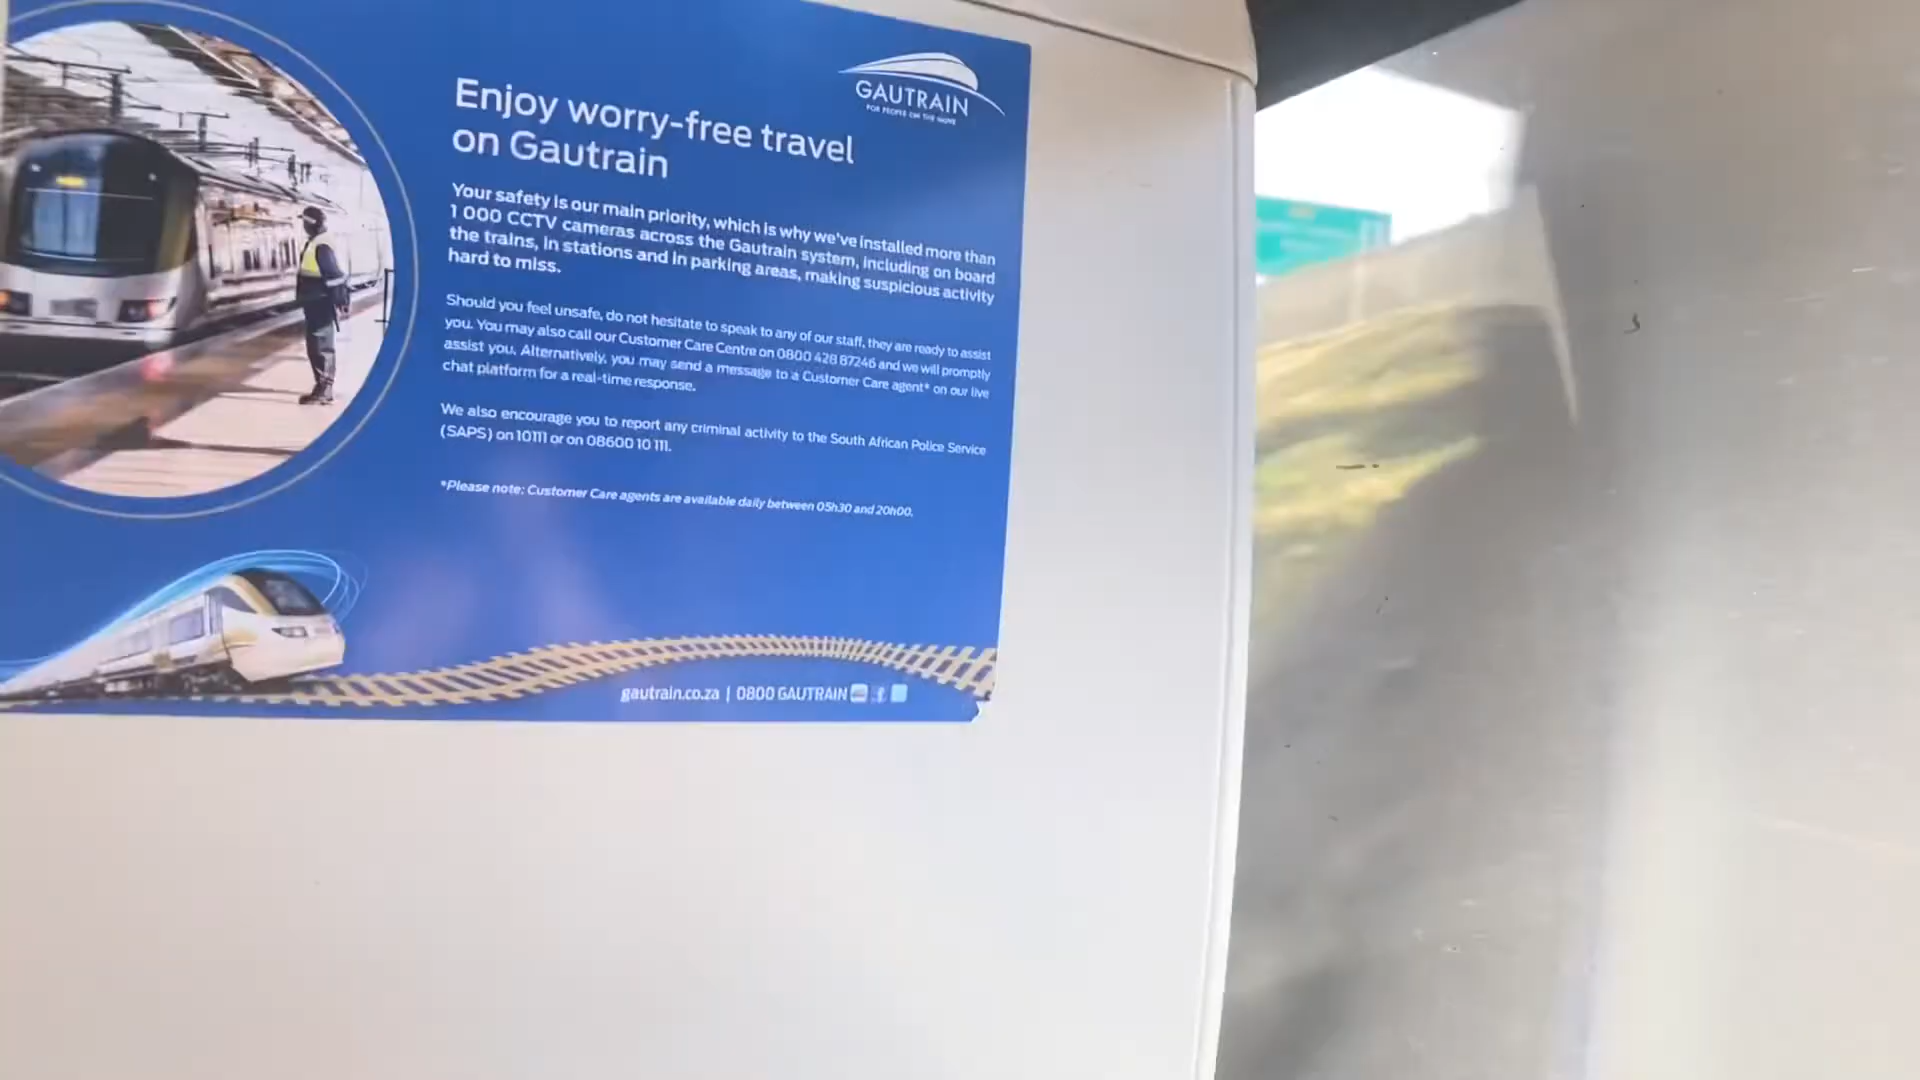 GAUTRAIN
FOR PEOPLE ON THE MOVE
Enjoy worry-free travel
on Gautrain
Your safety is our main priority, which is why we've installed more than
1 000 CCTV cameras across the Gautrain system, including on board
the trains, in stations and in parking areas, making suspicious activity
hard to miss.
Should you feel unsafe, do not hesitate to speak to any of our staff, they are ready to assist
you. You may also call our Customer Care Centre on 0800 428 87246 and we will promptly
assist you. Alternatively, you may send a message to a Customer Care agent* on our live
chat platform for a real-time response.
We also encourage you to report any criminal activity to the South African Police Service
(SAPS) on 10111 or on 08600 10 111.
*Please note: Customer Care agents are available daily between 05h30 and 20h00.
gautrain.co.za | 0800 GAUTRAIN